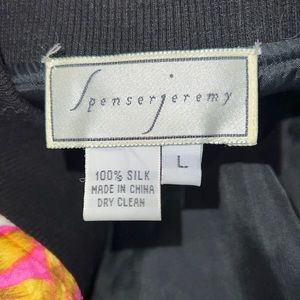 Spenserjeremy
L
100% SILK
MADE IN CHINA
DRY CLEAN